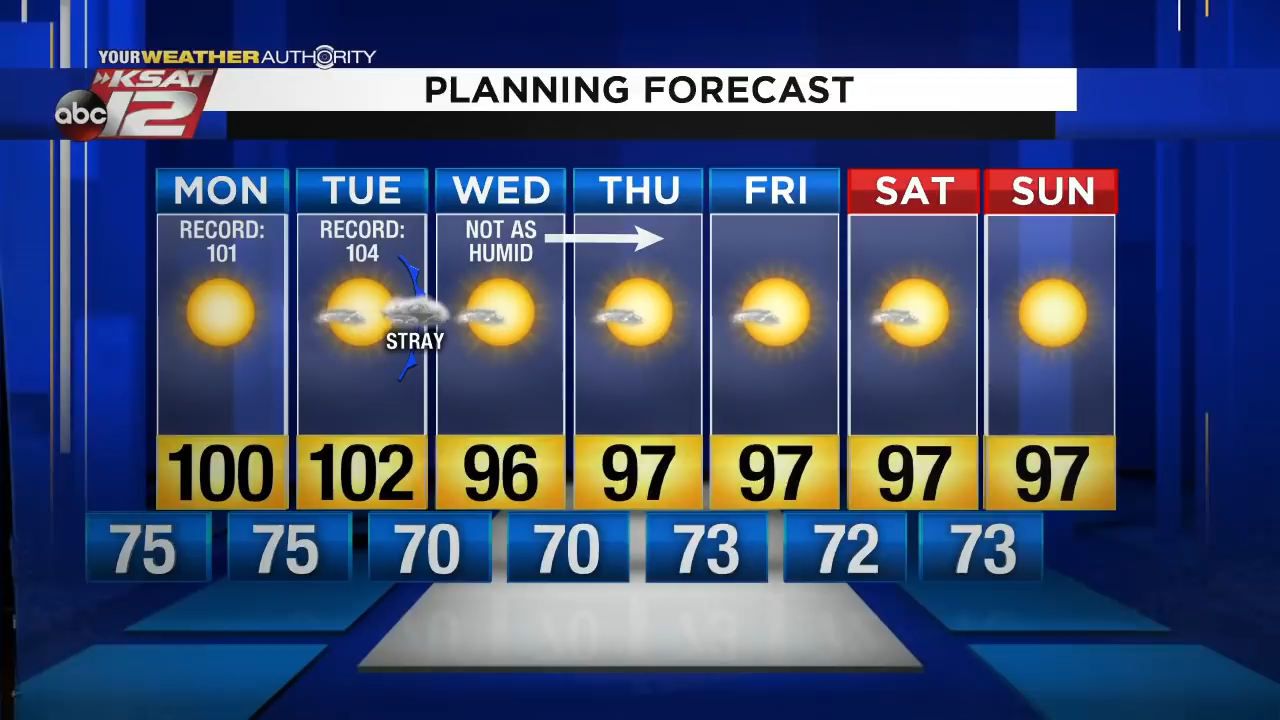 YOURWEATHERAUTHORITY
KSAT
abc 12
PLANNING FORECAST
MON TUE WED THU FRI SAT SUN
RECORD: RECORD: NOT AS
101 104 HUMID
STRAY
100 102 96 97 97 97 97
75 75 70 70 73 72 73